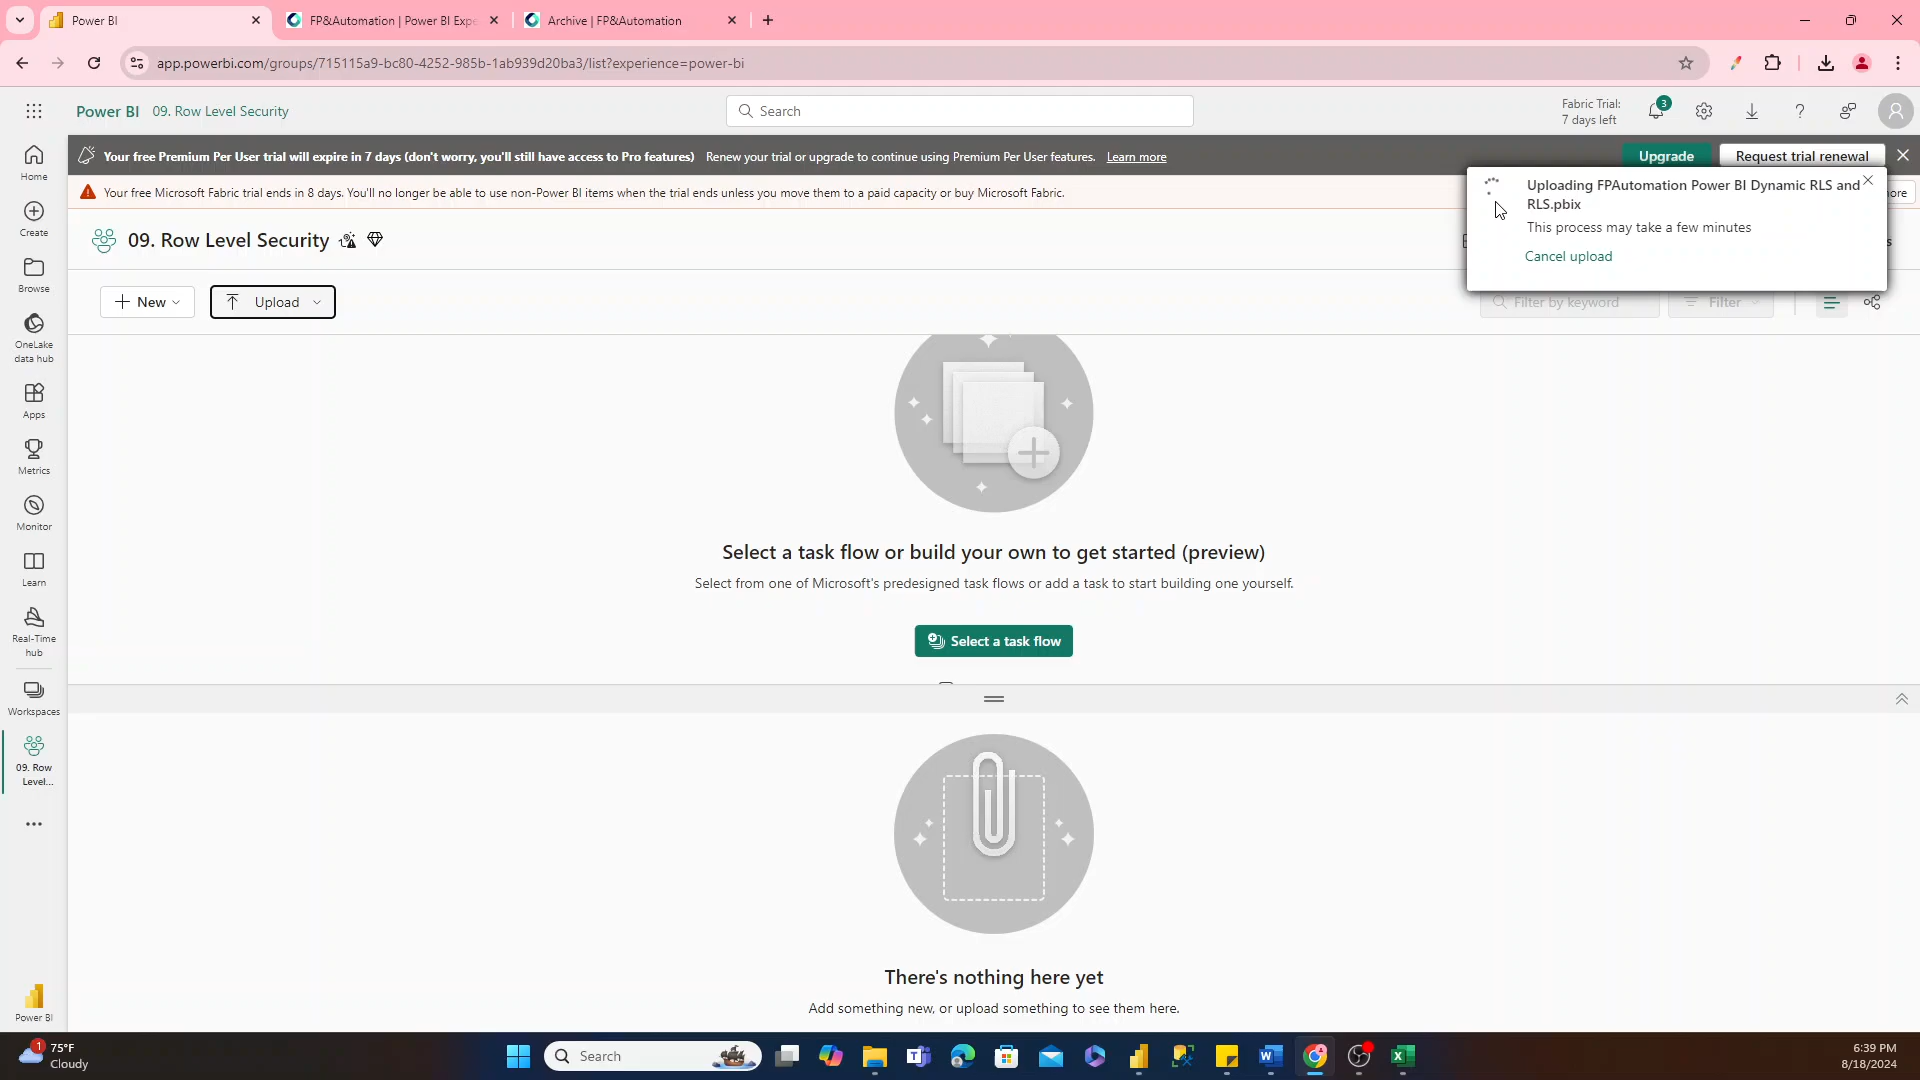 Power BI
FP&Automation | Power BI Expe
Archive | FP&Automation
app.powerbi.com/groups/715115a9-bc80-4252-985b-1ab939d20ba3/list?experience=power-bi
Power BI 09. Row Level Security
Search
Fabric Trial:
7 days left
3
Your free Premium Per User trial will expire in 7 days (don't worry, you'll still have access to Pro features) Renew your trial or upgrade to continue using Premium Per User features. Learn more
Upgrade
Request trial renewal
Your free Microsoft Fabric trial ends in 8 days. You'll no longer be able to use non-Power BI items when the trial ends unless you move them to a paid capacity or buy Microsoft Fabric.
ore
Uploading FPAutomation Power BI Dynamic RLS and
RLS.pbix
This process may take a few minutes
Cancel upload
09. Row Level Security
s
New
Upload
Filter by keyword
Filter
Home
Create
Browse
OneLake
data hub
Apps
Metrics
Monitor
Learn
Real-Time
hub
Workspaces
09. Row
Level...
Power BI
Select a task flow or build your own to get started (preview)
Select from one of Microsoft's predesigned task flows or add a task to start building one yourself.
Select a task flow
There's nothing here yet
Add something new, or upload something to see them here.
1
75°F
Cloudy
Search
6:39 PM
8/18/2024